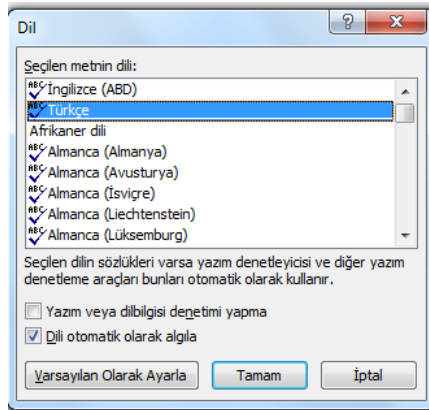 Dil
Seçilen metnin dili:
İngilizce (ABD)
Türkçe
Afrikaner dili
Almanca (Almanya)
Almanca (Avusturya)
Almanca (İsviçre)
Almanca (Liechtenstein)
Almanca (Lüksemburg)
Seçilen dilin sözlükleri varsa yazım denetleyicisi ve diğer yazım
denetleme araçları bunları otomatik olarak kullanır.
Yazım veya dilbilgisi denetimi yapma
Dili otomatik olarak algıla
Varsayılan Olarak Ayarla Tamam İptal